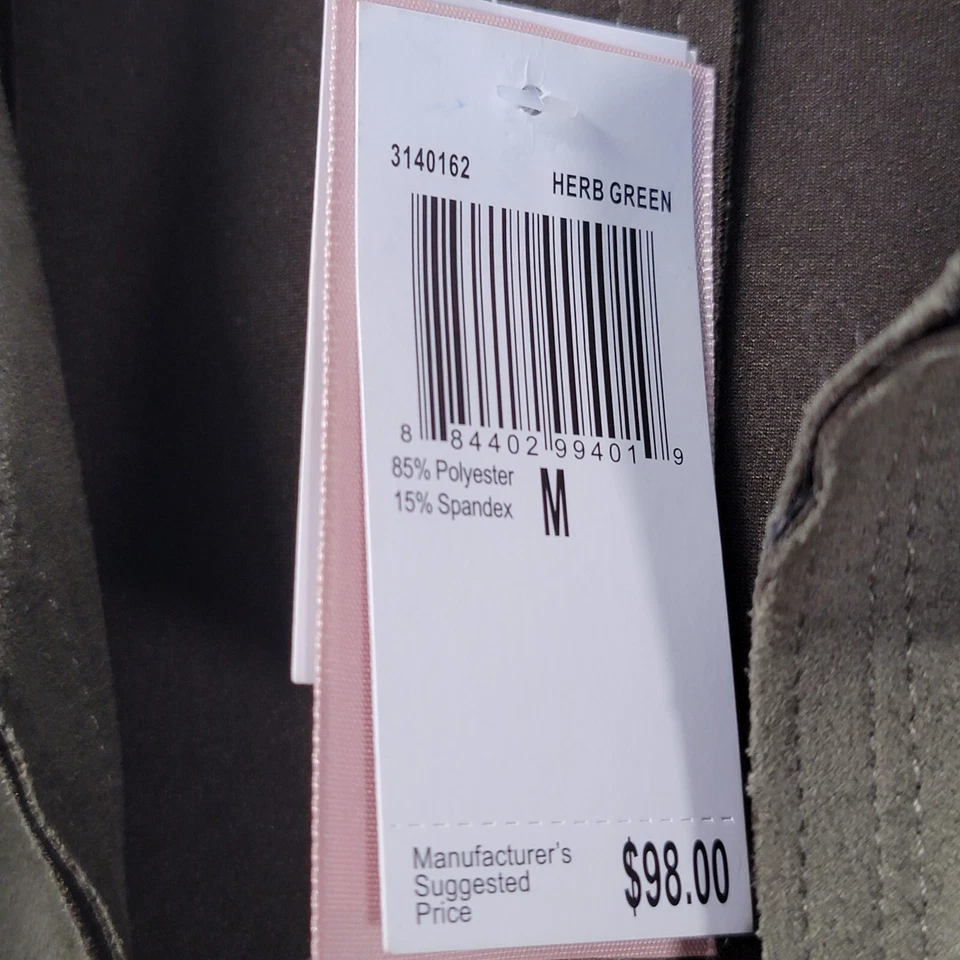 3140162
HERB GREEN
8 84402 99401 9
85% Polyester
15% Spandex
M
Manufacturer's
Suggested
Price
$98.00